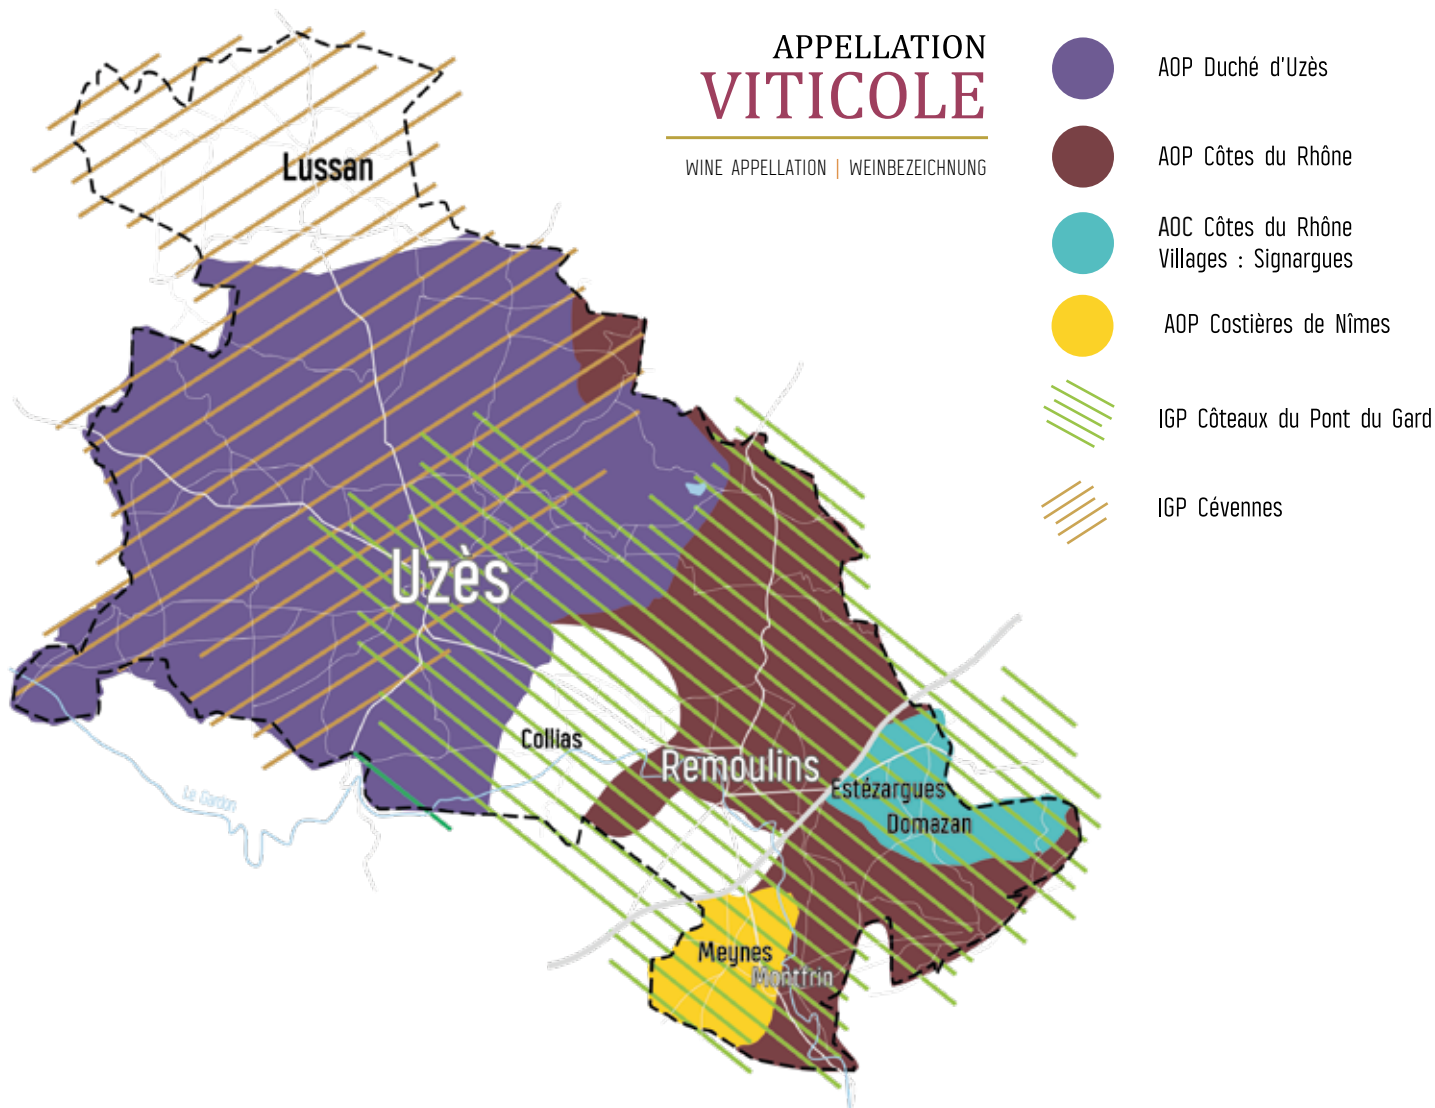 APPELLATION
VITICOLE
WINE APPELLATION | WEINBEZEICHNUNG
AOP Duché d'Uzès
AOP Côtes du Rhône
AOC Côtes du Rhône
Villages : Signargues
AOP Costières de Nîmes
IGP Côteaux du Pont du Gard
IGP Cévennes
Lussan
Uzès
Collias
Remoulins
Estézargues
Domazan
Le Gardon
Meynes
Montfrin